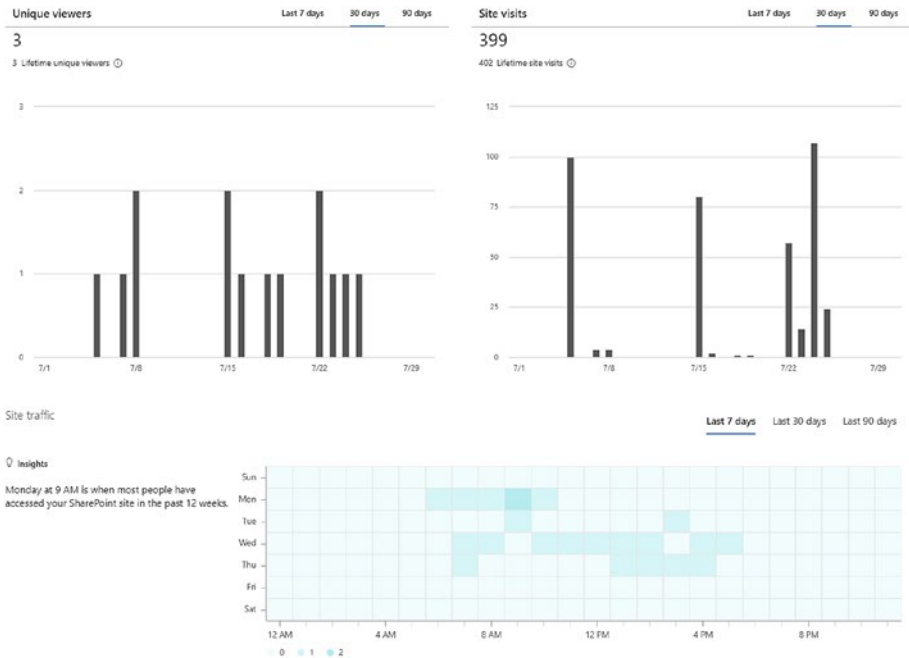 Unique viewers
Last 7 days 30 days 90 days
3
3 Lifetime unique viewers
3
2
1
0
7/1 7/8 7/15 7/22 7/29
Site visits
Last 7 days 30 days 90 days
399
402 Lifetime site visits
125
100
75
50
25
0
7/1 7/8 7/15 7/22 7/29
Site traffic
Last 7 days Last 30 days Last 90 days
Insights
Monday at 9 AM is when most people have
accessed your SharePoint site in the past 12 weeks.
Sun
Mon
Tue
Wed
Thu
Fri
Sat
12 AM 4 AM 8 AM 12 PM 4 PM 8 PM
0 1 2